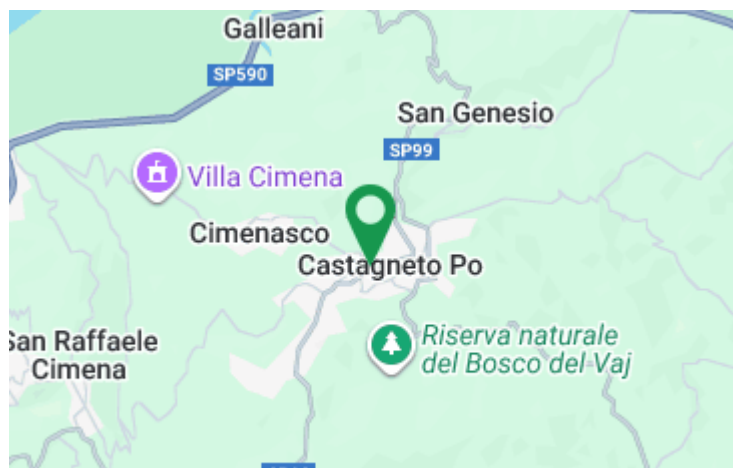 Galleani
SP590
San Genesio
SP99
Villa Cimena
Cimenasco
Castagneto Po
San Raffaele
Cimena
Riserva naturale
del Bosco del Vaj